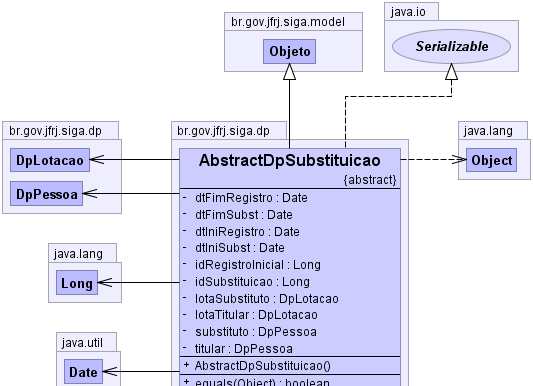 br.gov.jfrj.siga.model
Objeto
java.io
Serializable
br.gov.jfrj.siga.dp
DpLotacao
DpPessoa
br.gov.jfrj.siga.dp
AbstractDpSubstituicao
{abstract}
- dtFimRegistro : Date
- dtFimSubst : Date
- dtIniRegistro : Date
- dtIniSubst : Date
- idRegistroInicial : Long
- idSubstituicao : Long
- lotaSubstituto : DpLotacao
- lotaTitular : DpLotacao
- substituto : DpPessoa
- titular : DpPessoa
+ AbstractDpSubstituicao()
+ equals(Object) : boolean
java.lang
Object
java.lang
Long
java.util
Date